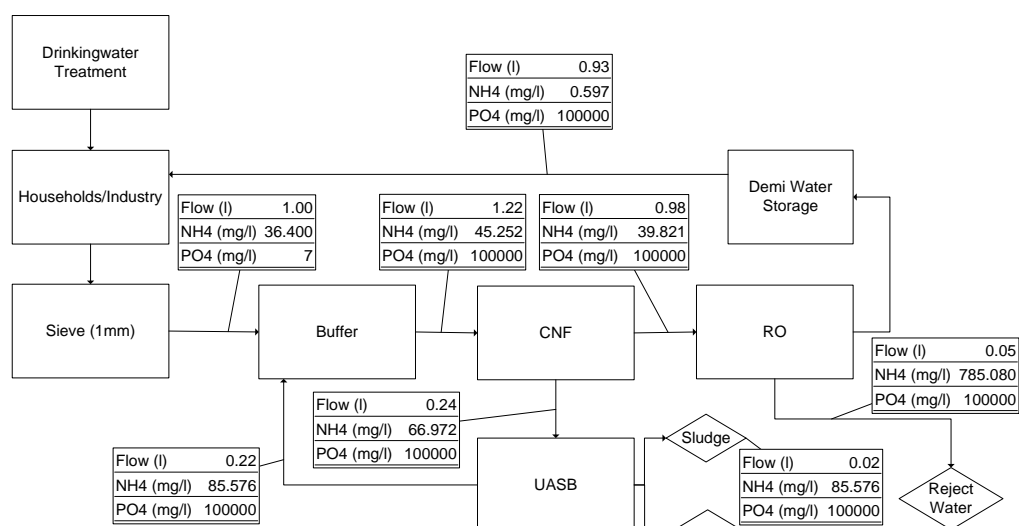 Drinkingwater
Treatment
Flow (l) 0.93
NH4 (mg/l) 0.597
PO4 (mg/l) 100000
Households/Industry
Demi Water
Storage
Flow (l) 1.00
NH4 (mg/l) 36.400
PO4 (mg/l) 7
Flow (l) 1.22
NH4 (mg/l) 45.252
PO4 (mg/l) 100000
Flow (l) 0.98
NH4 (mg/l) 39.821
PO4 (mg/l) 100000
Sieve (1mm)
Buffer
CNF
RO
Flow (l) 0.05
NH4 (mg/l) 785.080
PO4 (mg/l) 100000
Flow (l) 0.24
NH4 (mg/l) 66.972
PO4 (mg/l) 100000
Flow (l) 0.22
NH4 (mg/l) 85.576
PO4 (mg/l) 100000
UASB
Sludge
Flow (l) 0.02
NH4 (mg/l) 85.576
PO4 (mg/l) 100000
Reject
Water